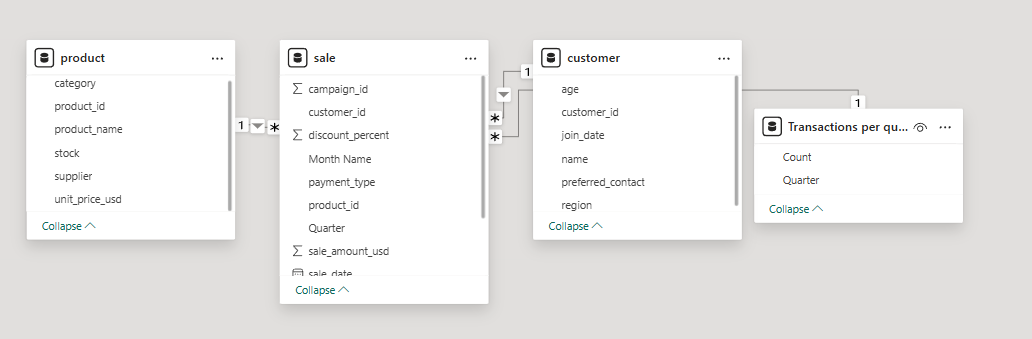 product
category
product_id
product_name
stock
supplier
unit_price_usd
Collapse
1
*
sale
Σ campaign_id
customer_id
Σ discount_percent
Month Name
payment_type
product_id
Quarter
Σ sale_amount_usd
sale_date
Collapse
*
*
1
customer
age
customer_id
join_date
name
preferred_contact
region
Collapse
1
Transactions per qu...
Count
Quarter
Collapse